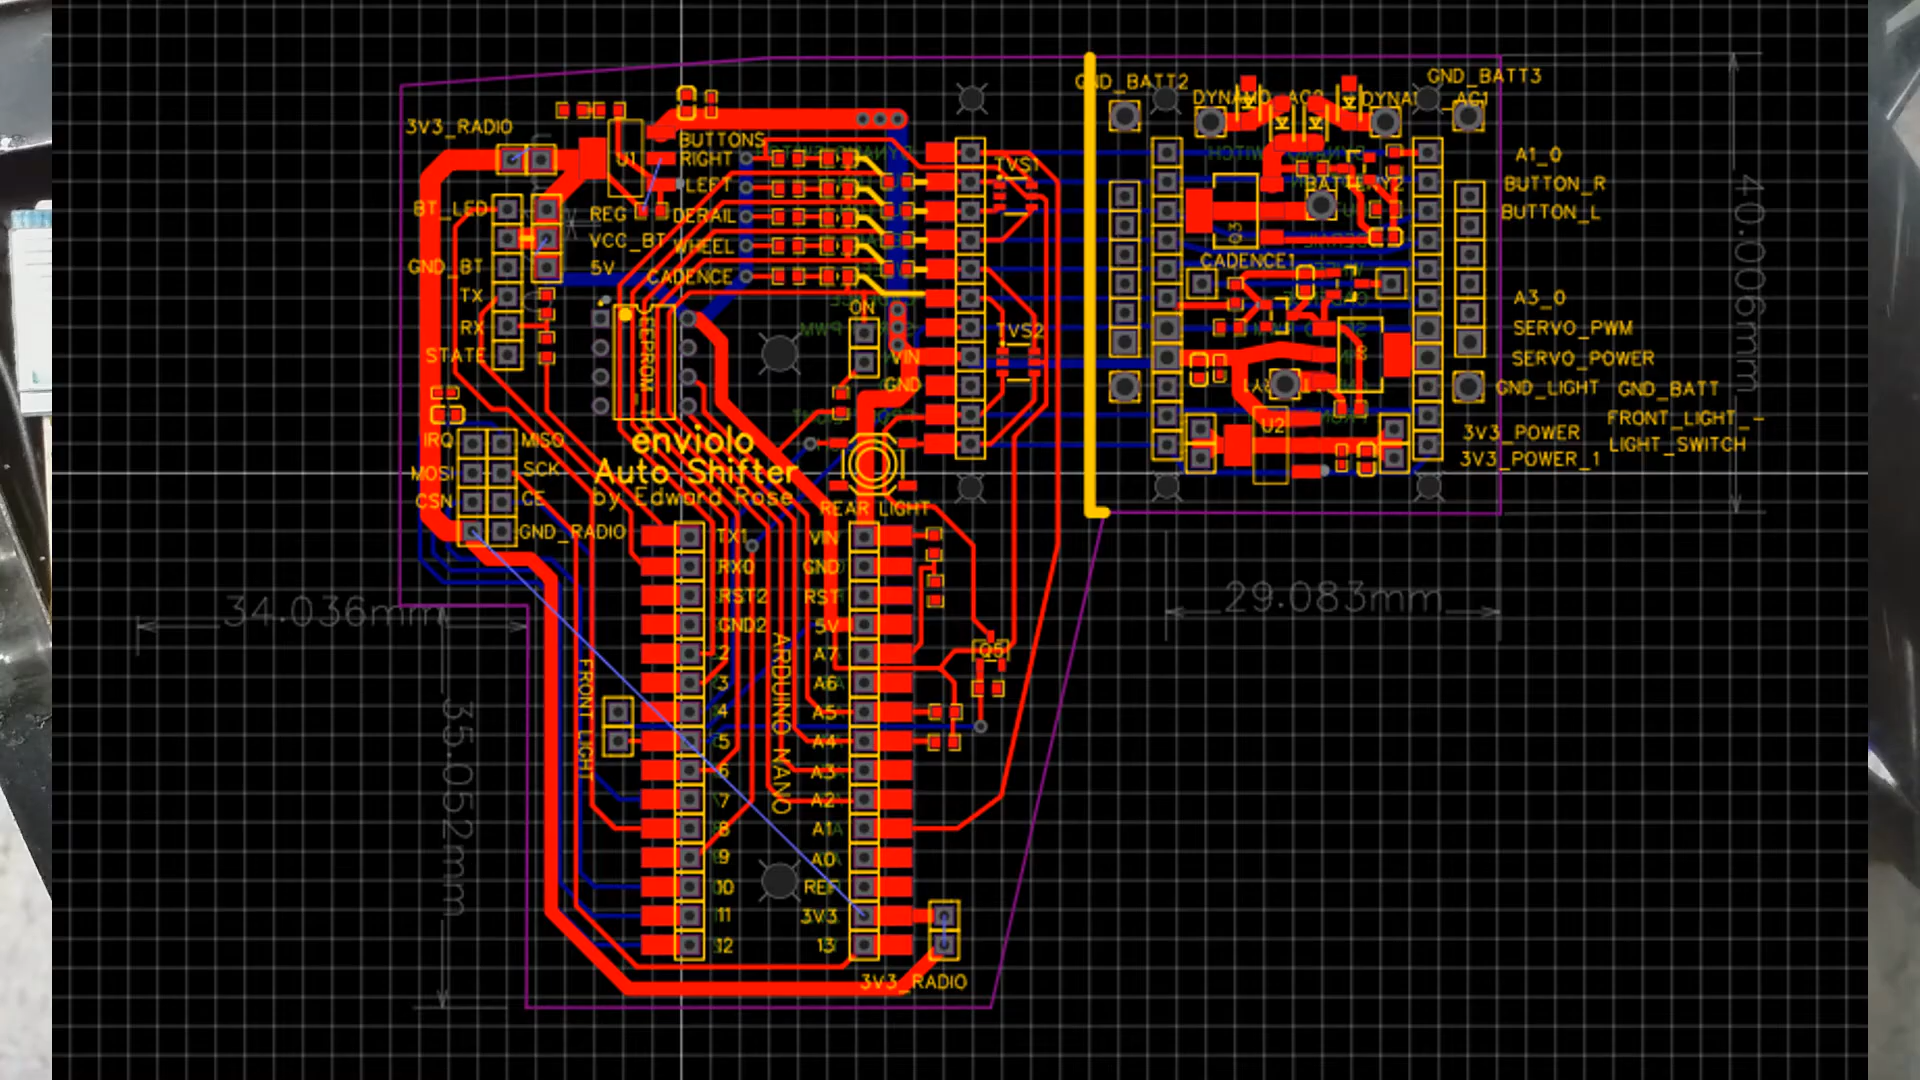 GND_BATT3
GND_BATT2
3V3_RADIO
BUTTONS
U1
RIGHT
TVS1
A1_0
LEFT
BUTTON_R
BT_LED
REG
DERAIL
BUTTON_L
Q3
VCC_BT
WHEEL
GND_BT
5V
CADENCE
CADENCE1
TX
ON
A3_0
RX
TVS2
SERVO_PWM
STATE
VIN
SERVO_POWER
GND
GND_LIGHT
GND_BATT
FRONT_LIGHT_-
U2
IRQ
MISO
enviolo
3V3_POWER
LIGHT_SWITCH
MOSI
SCK
Auto Shifter
3V3_POWER_1
CSN
CE
by Edward Rose
REAR LIGHT
GND_RADIO
TX1
VIN
RX0
GND
RST2
RST
GND2
5V
2
A7
Q5
3
A6
4
A5
5
A4
6
A3
7
A2
8
A1
9
A0
10
REF
11
3V3
12
13
3V3_RADIO
FRONT LIGHT
ARDUINO NANO
34.036mm
35.052mm
29.083mm
40.006mm